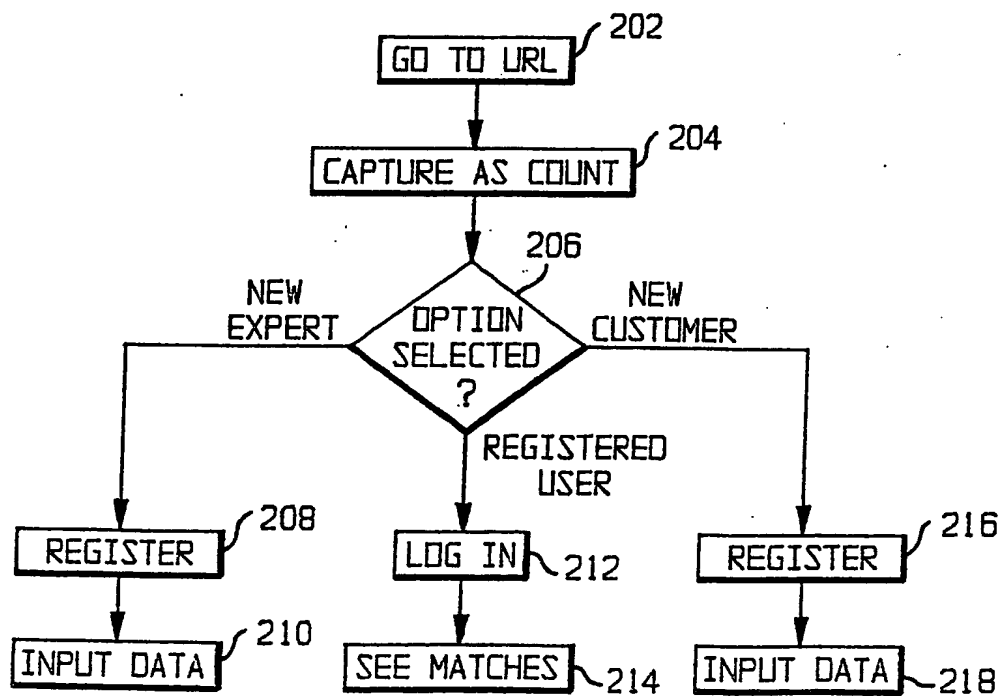 202
GO TO URL
204
CAPTURE AS COUNT
206
NEW
EXPERT
OPTION
SELECTED
?
NEW
CUSTOMER
REGISTERED
USER
208
REGISTER
LOG IN
212
216
REGISTER
210
INPUT DATA
SEE MATCHES
214
INPUT DATA
218